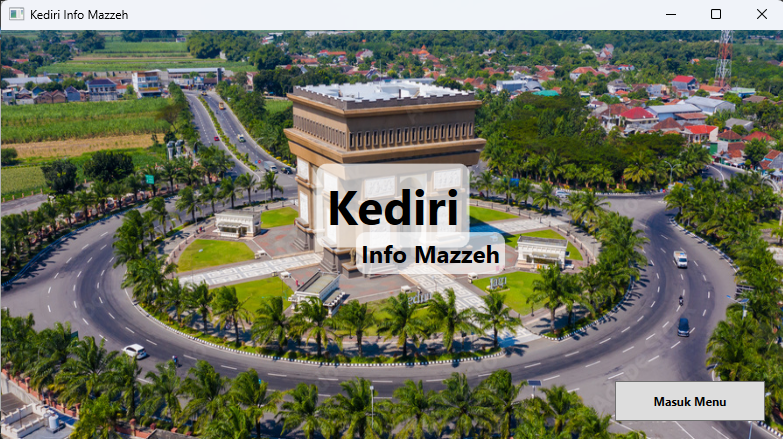 Kediri Info Mazzeh
Kediri
Info Mazzeh
Masuk Menu